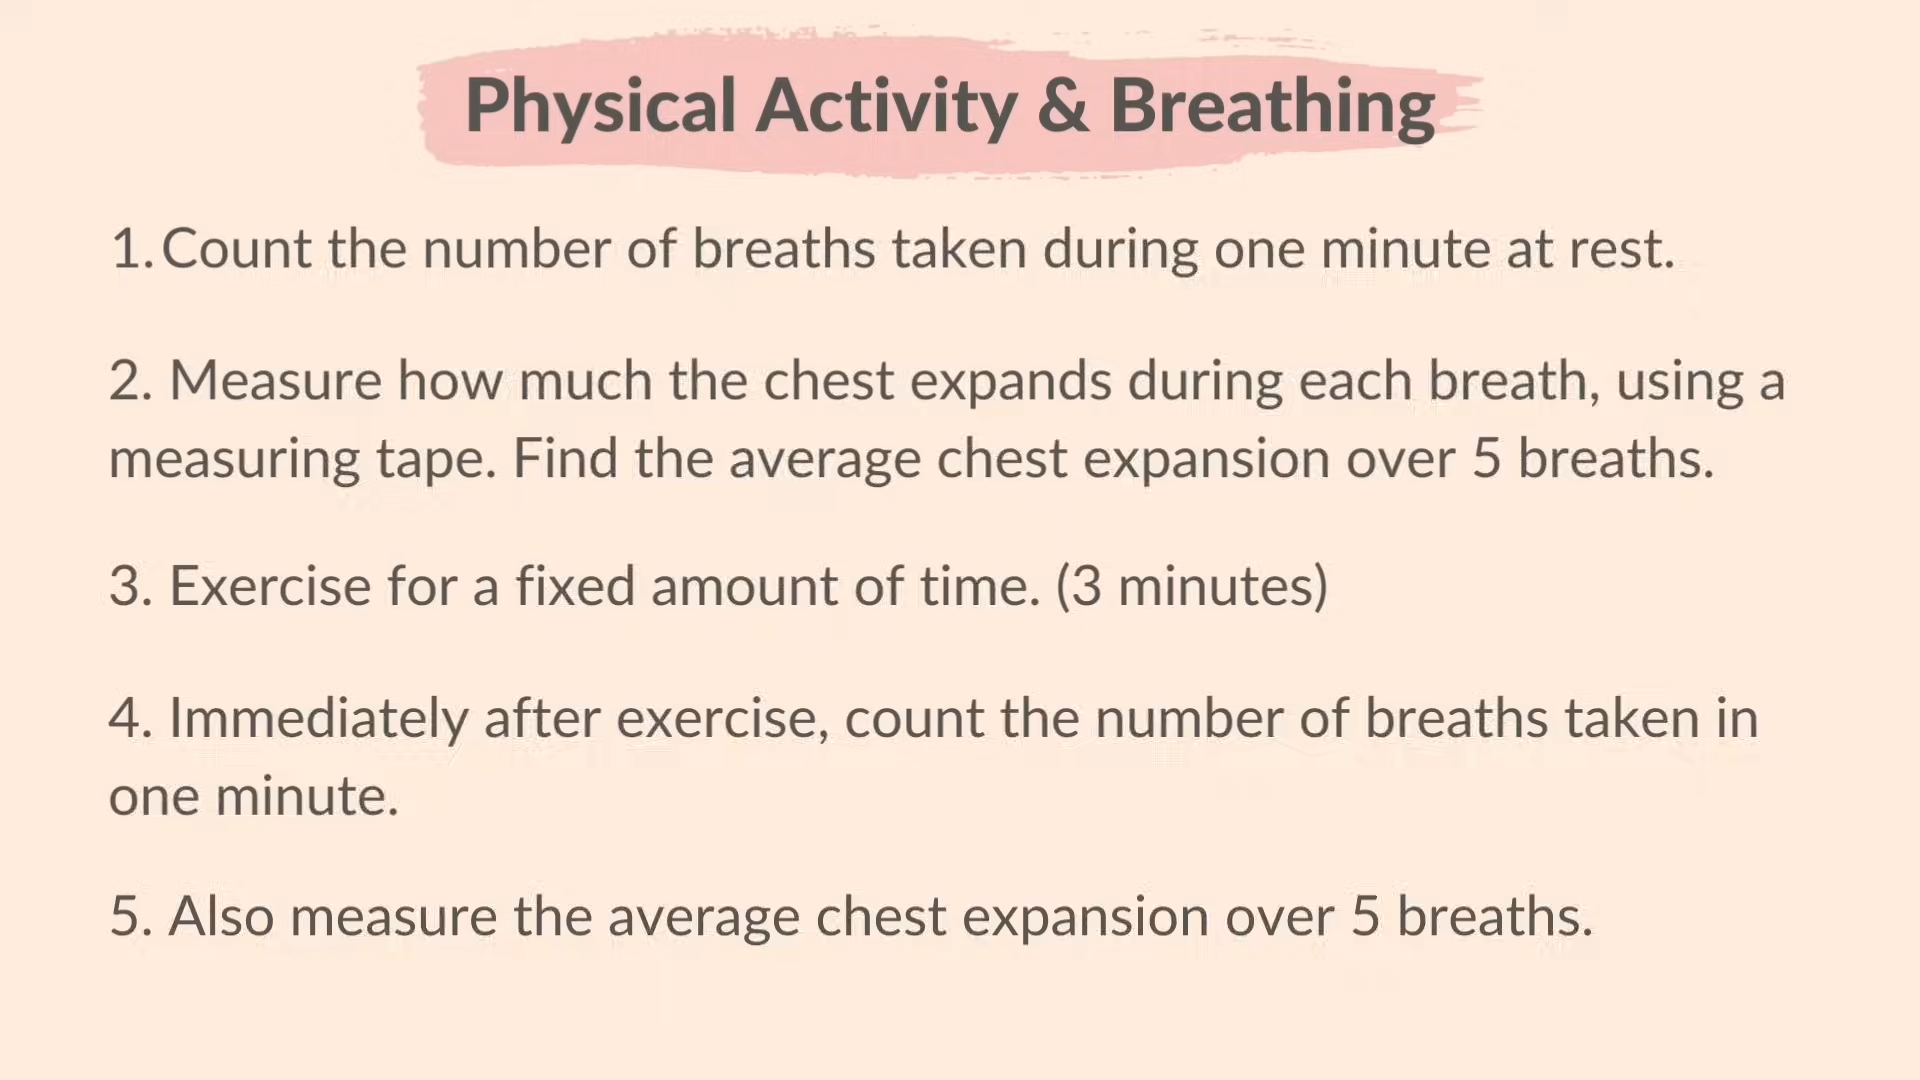 Physical Activity & Breathing
1. Count the number of breaths taken during one minute at rest.
2. Measure how much the chest expands during each breath, using a
measuring tape. Find the average chest expansion over 5 breaths.
3. Exercise for a fixed amount of time. (3 minutes)
4. Immediately after exercise, count the number of breaths taken in
one minute.
5. Also measure the average chest expansion over 5 breaths.